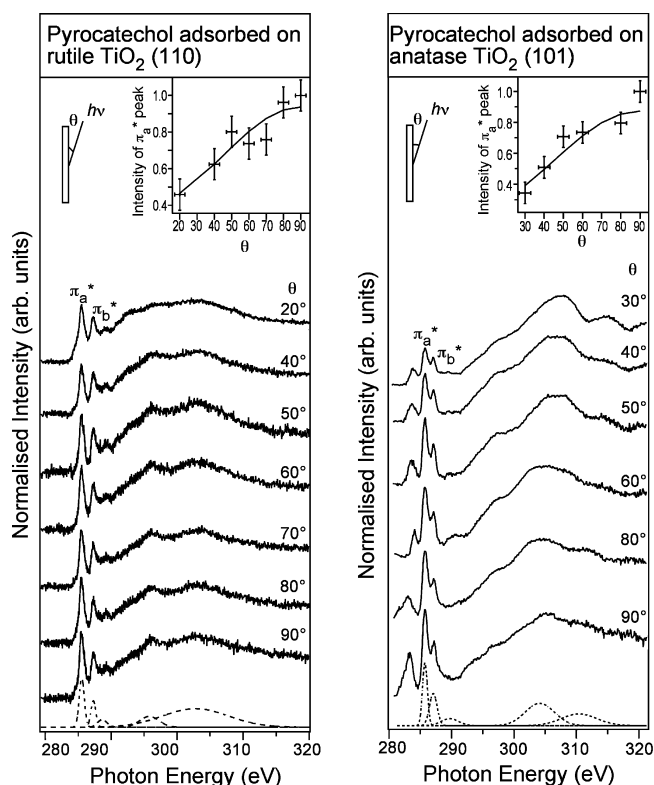 Pyrocatechol adsorbed on
rutile TiO2 (110)
θ
hν
Intensity of πa* peak
1.0
0.8
0.6
0.4
20 30 40 50 60 70 80 90
θ
Normalised Intensity (arb. units)
πa*
πb*
θ
20°
40°
50°
60°
70°
80°
90°
280 290 300 310 320
Photon Energy (eV)
Pyrocatechol adsorbed on
anatase TiO2 (101)
θ
hν
Intensity of πa* peak
1.0
0.8
0.6
0.4
30 40 50 60 70 80 90
θ
Normalised Intensity (arb. units)
πa*
πb*
θ
30°
40°
50°
60°
80°
90°
280 290 300 310 320
Photon Energy (eV)